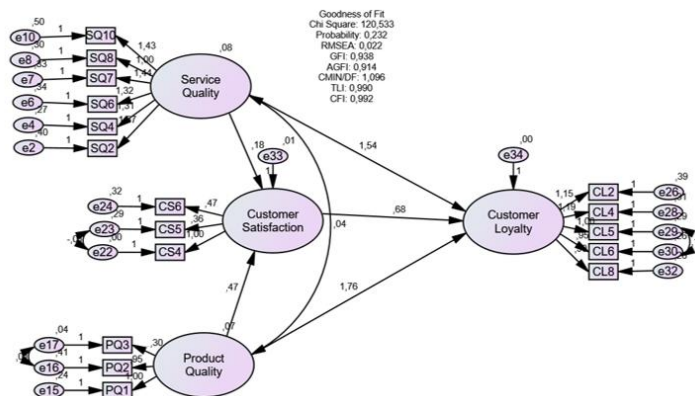 Goodness of Fit
Chi Square: 120,533
Probability: 0,232
RMSEA: 0,022
GFI: 0,938
AGFI: 0,914
CMIN/DF: 1,096
TLI: 0,990
CFI: 0,992
,50
e10
1
SQ10
1,43
,30
e8
1
SQ8
1,00
e7
1
SQ7
1,44
,34
e6
1
SQ6
1,32
,27
e4
1
SQ4
,40
e2
1
SQ2
,08
Service
Quality
,18
,01
e33
1
1,54
,00
e34
1
,32
e24
1
CS6
,47
,29
e23
1
CS5
,36
,00
e22
1
CS4
1,00
Customer
Satisfaction
,68
,04
Customer
Loyalty
1,15
CL2
1
,39
e26
1,19
CL4
1
e28
CL5
1
e29
CL6
1
e30
CL8
1
e32
,47
1,76
,07
Product
Quality
,04
e17
1
PQ3
,30
,41
e16
1
PQ2
,95
,24
e15
1
PQ1
1,00